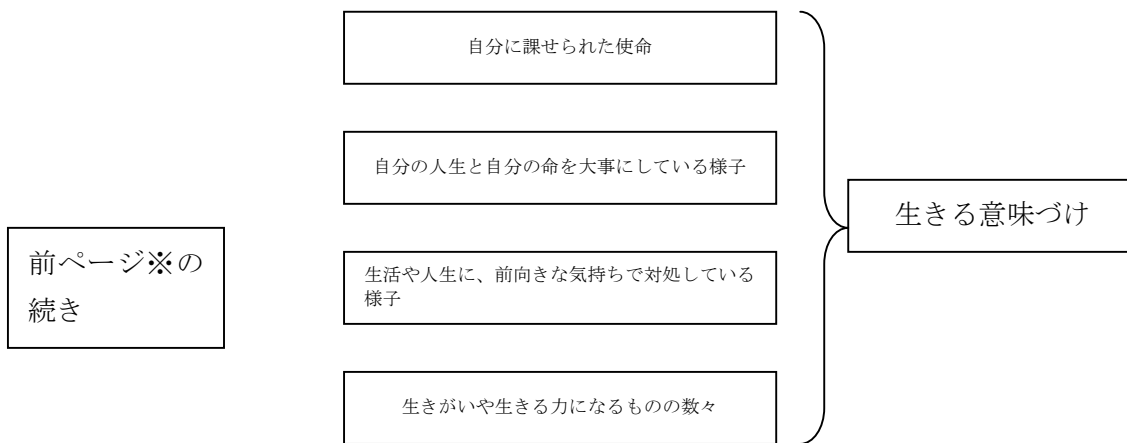 自分に課せられた使命
自分の人生と自分の命を大事にしている様子
生きる意味づけ
前ページ※の
続き
生活や人生に、前向きな気持ちで対処している
様子
生きがいや生きる力になるものの数々